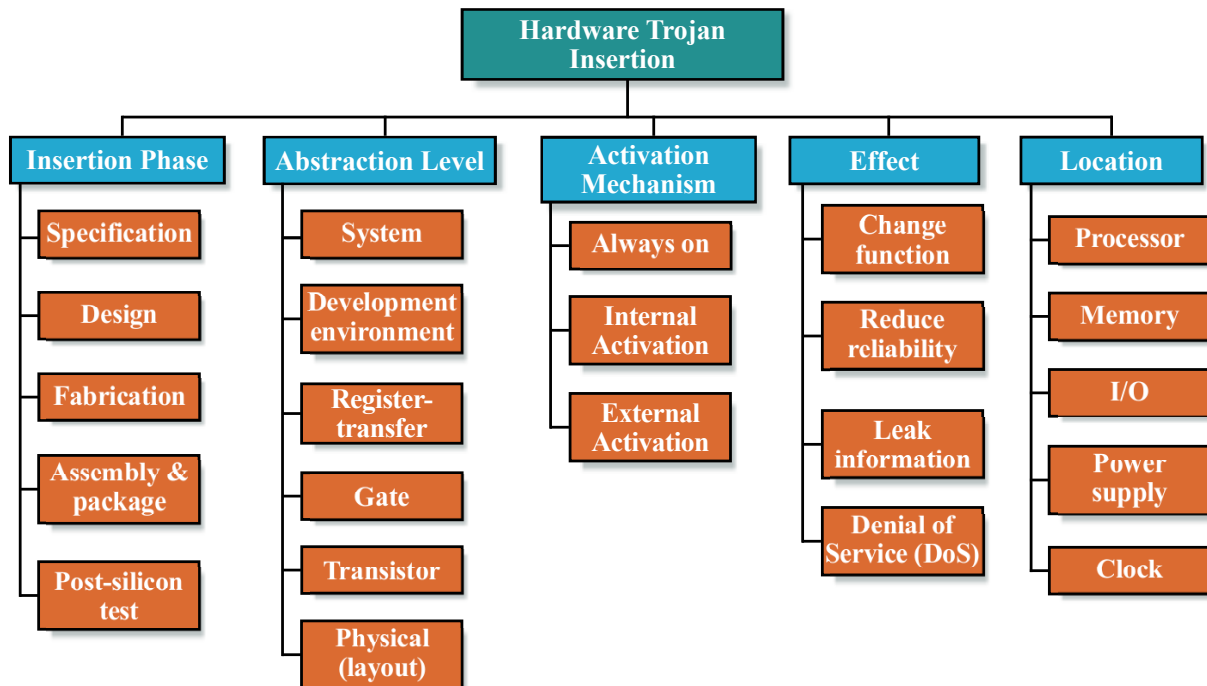 Hardware Trojan
Insertion
Insertion Phase
Specification
Design
Fabrication
Assembly &
package
Post-silicon
test
Abstraction Level
System
Development
environment
Register-
transfer
Gate
Transistor
Physical
(layout)
Activation
Mechanism
Always on
Internal
Activation
External
Activation
Effect
Change
function
Reduce
reliability
Leak
information
Denial of
Service (DoS)
Location
Processor
Memory
I/O
Power
supply
Clock